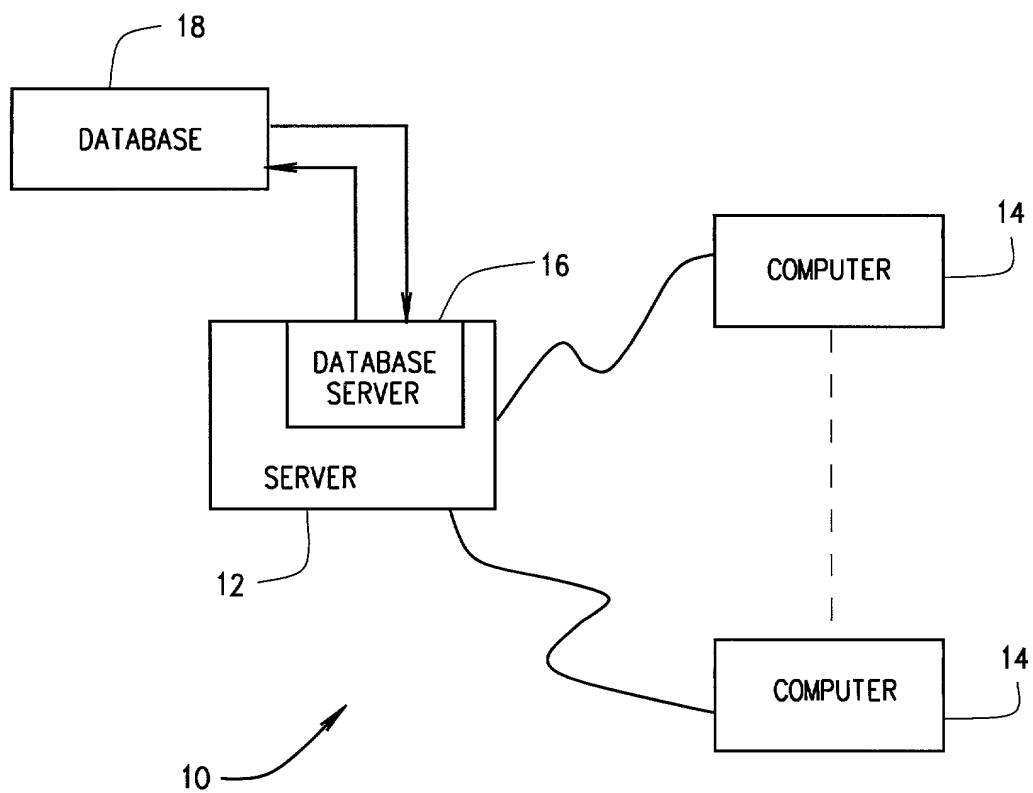 18
DATABASE
14
COMPUTER
16
DATABASE
SERVER
SERVER
12
14
COMPUTER
10